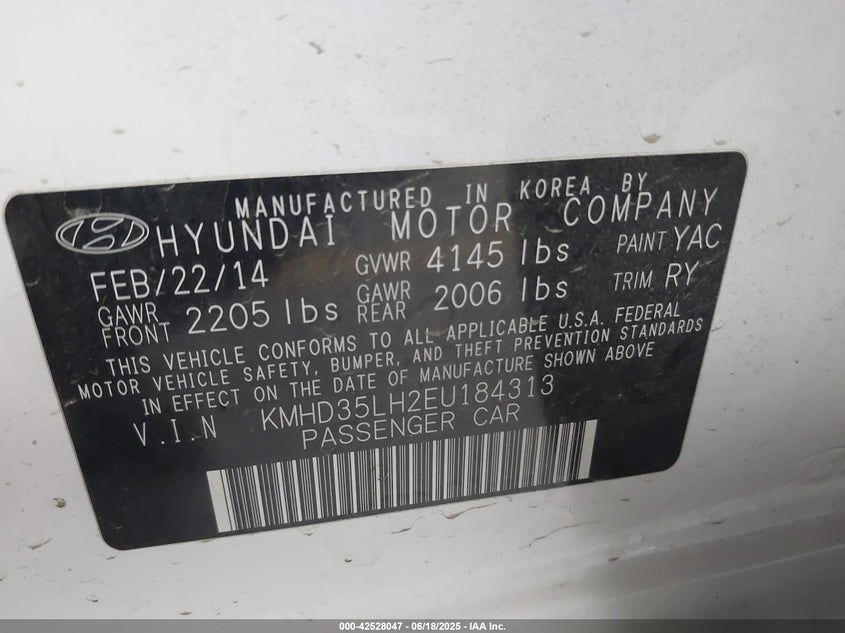 MANUFACTURED IN KOREA BY
HYUNDAI MOTOR COMPANY
FEB/22/14 GVWR 4145 lbs PAINT YAC
GAWR FRONT 2205 lbs GAWR REAR 2006 lbs TRIM RY
THIS VEHICLE CONFORMS TO ALL APPLICABLE U.S.A. FEDERAL
MOTOR VEHICLE SAFETY, BUMPER, AND THEFT PREVENTION STANDARDS
IN EFFECT ON THE DATE OF MANUFACTURE SHOWN ABOVE
V.I.N KMHD35LH2EU184313
PASSENGER CAR
000-42528047 - 06/18/2025 - IAA Inc.